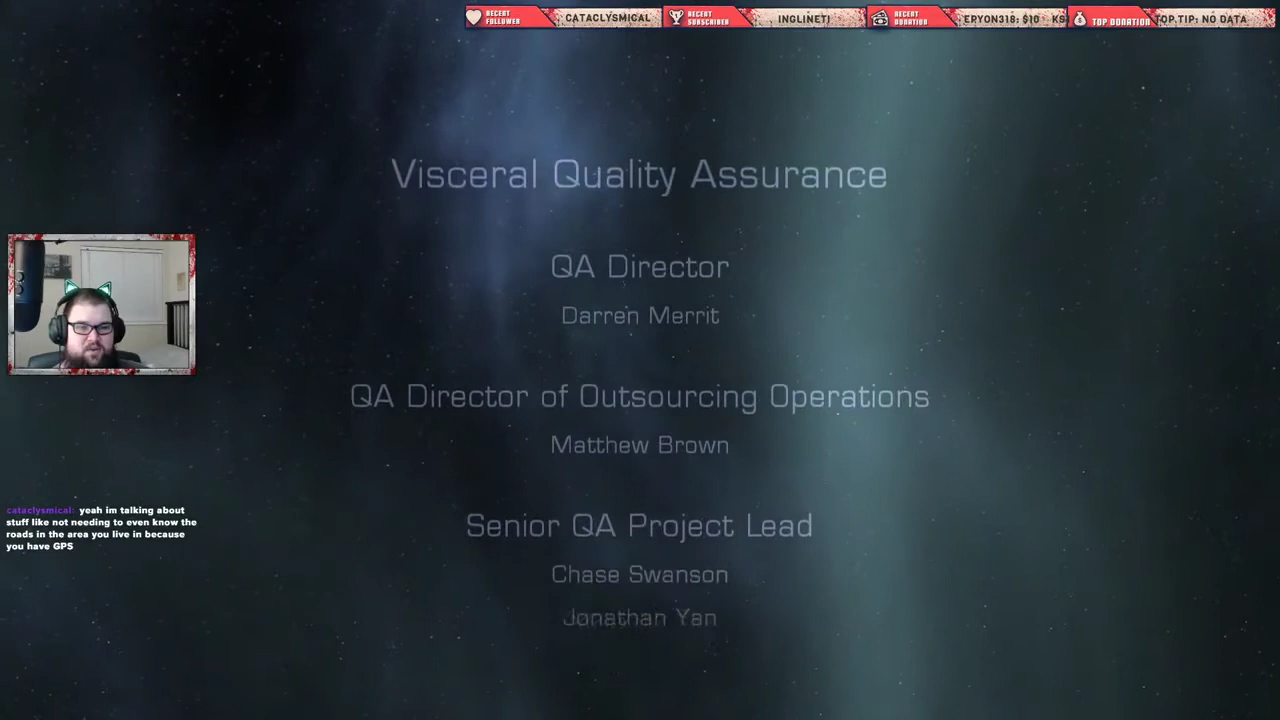 RECENT FOLLOWER
CATACLYSMICAL
RECENT SUBSCRIBER
INGLINETJ
RECENT DONATION
ERYON318: $10
TOP DONATION
TOP TIP: NO DATA
Visceral Quality Assurance
QA Director
Darren Merrit
QA Director of Outsourcing Operations
Matthew Brown
Senior QA Project Lead
Chase Swanson
Jonathan Yan
cataclysmical: yeah im talking about
stuff like not needing to even know the
roads in the area you live in because
you have GPS